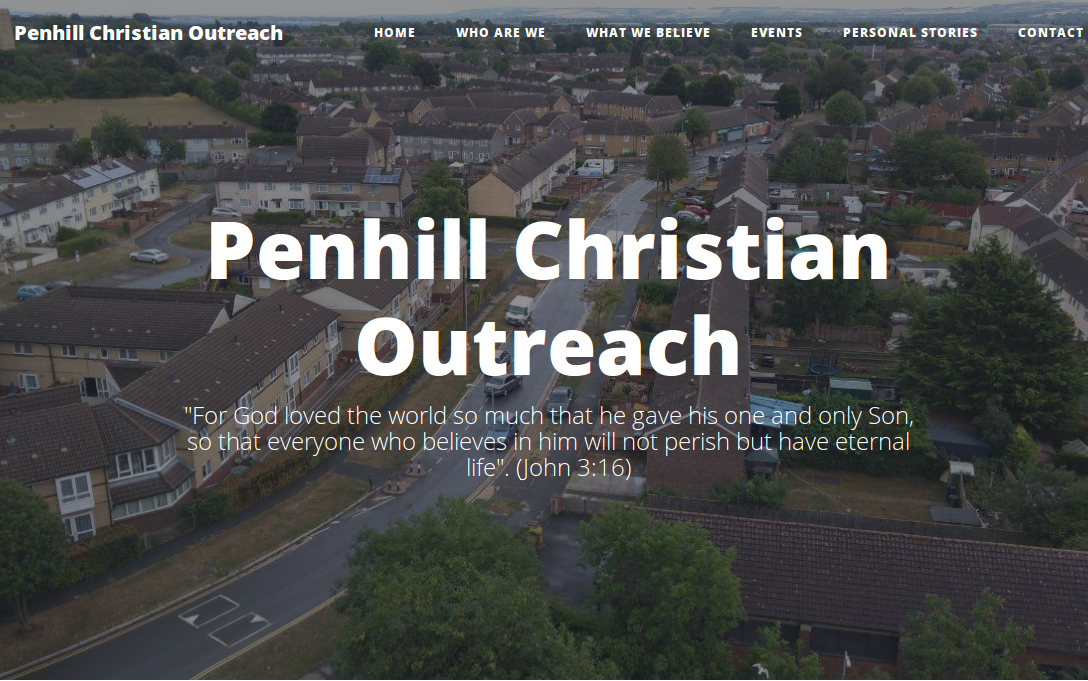 Penhill Christian Outreach
HOME WHO ARE WE WHAT WE BELIEVE EVENTS PERSONAL STORIES CONTACT
Penhill Christian
Outreach
"For God loved the world so much that he gave his one and only Son,
so that everyone who believes in him will not perish but have eternal
life". (John 3:16)